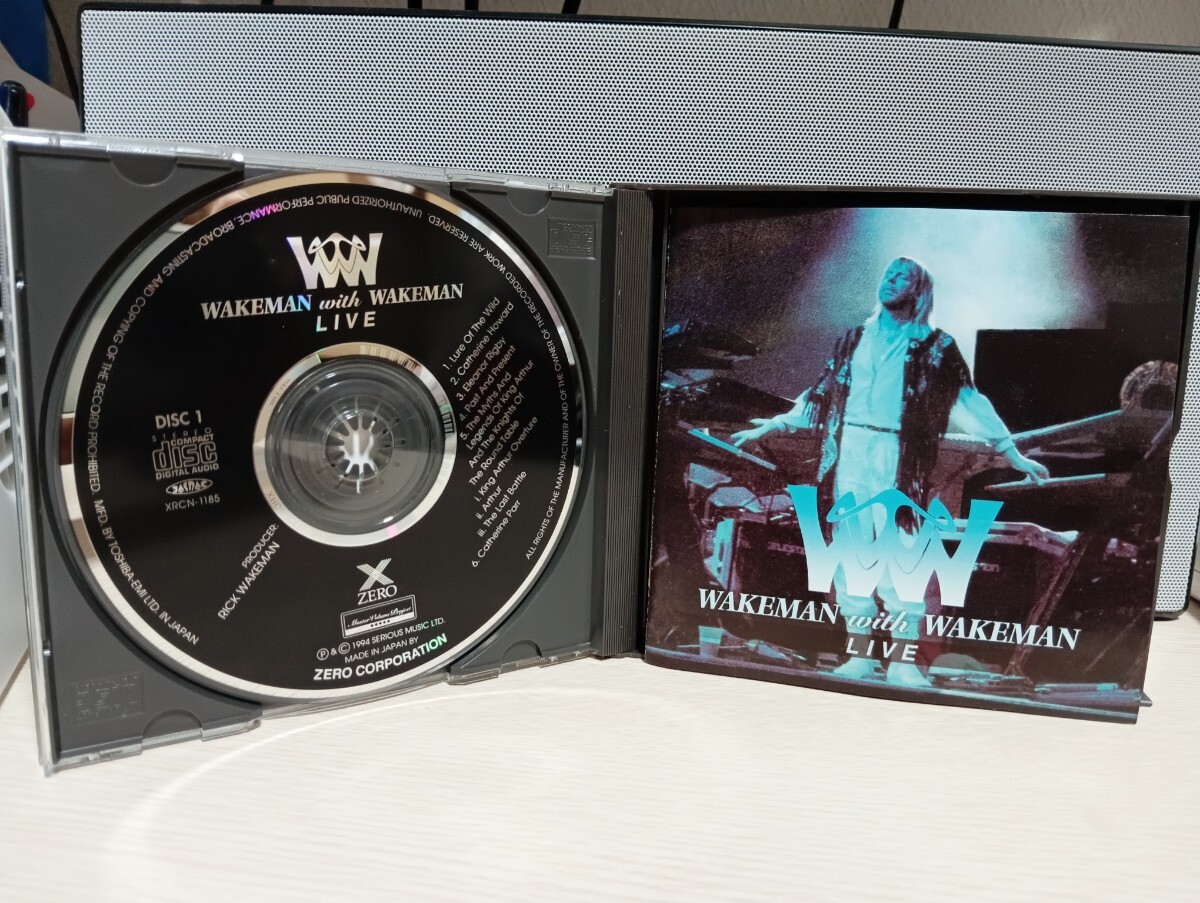 WAKEMAN with WAKEMAN
LIVE
DISC 1
STEREO
COMPACT
disc
DIGITAL AUDIO
XRCN-1185
1. Lure Of The Wild
2. Catherine Howard
3. Eleanor Rigby
4. Past And Present
5. The Myths And
Legends Of King Arthur
And The Knights Of
The Round Table
i. King Arthur Overture
ii. Arthur
iii. The Last Battle
6. Catherine Parr
PRODUCER:
RICK WAKEMAN
X
ZERO
Master Volume Project
℗ & © 1994 SERIOUS MUSIC LTD.
MADE IN JAPAN BY
ZERO CORPORATION
ALL RIGHTS OF THE MANUFACTURER AND OF THE OWNER OF THE RECORDED WORK ARE RESERVED. UNAUTHORIZED PUBLIC PERFORMANCE, BROADCASTING AND COPYING OF THE RECORD PROHIBITED. MFD. BY TOSHIBA-EMI LTD. IN JAPAN
WAKEMAN with WAKEMAN
LIVE